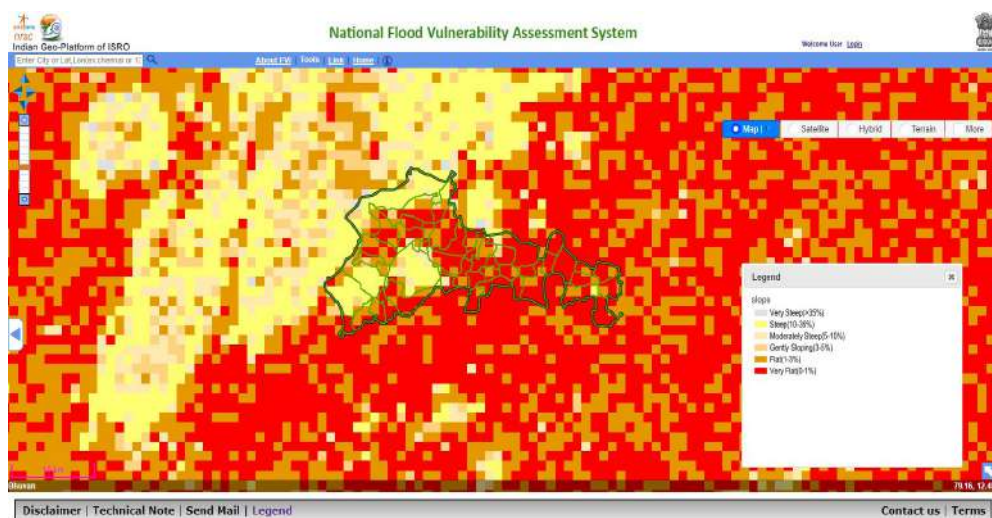 nrsc
National Flood Vulnerability Assessment System
Indian Geo-Platform of ISRO
Welcome User Login
About FW | Tools | Link | Home |
Map | Satellite Hybrid Terrain More
Legend
slope
Very Steep(>35%)
Steep(10-35%)
Moderately Steep(5-10%)
Gently Sloping(3-5%)
Flat(1-3%)
Very Flat(0-1%)
Bhuvan
Disclaimer | Technical Note | Send Mail | Legend
Contact us | Terms